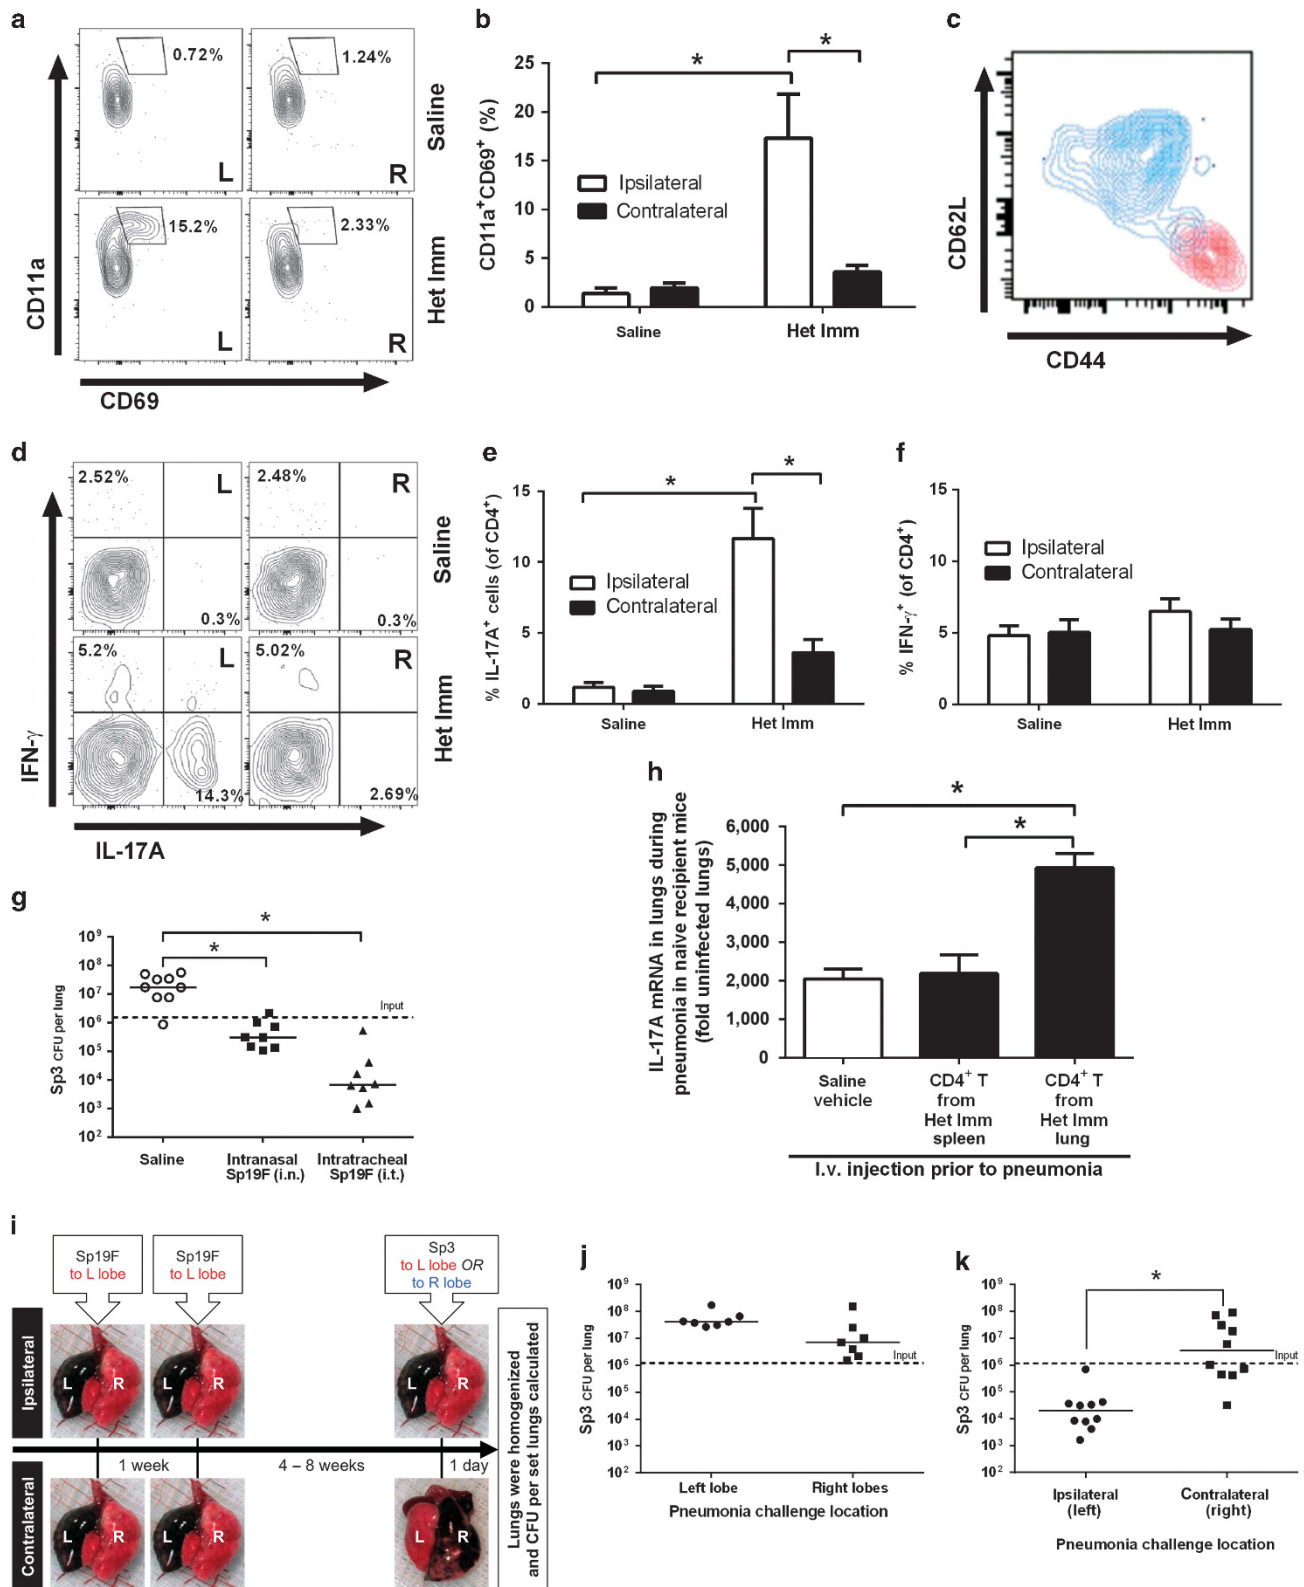 a
0.72%
1.24%
L
R
Saline
15.2%
2.33%
L
R
Het Imm
CD11a
CD69
b
25
20
15
10
5
0
CD11a+CD69+ (%)
*
*
Ipsilateral
Contralateral
Saline
Het Imm
c
CD62L
CD44
d
2.52%
L
2.48%
R
0.3%
0.3%
Saline
5.2%
L
5.02%
R
14.3%
2.69%
Het Imm
IFN-γ
IL-17A
e
15
10
5
0
% IL-17A+ cells (of CD4+)
*
*
Ipsilateral
Contralateral
Saline
Het Imm
f
15
10
5
0
% IFN-γ+ (of CD4+)
Ipsilateral
Contralateral
Saline
Het Imm
g
10⁹
10⁸
10⁷
10⁶
10⁵
10⁴
10³
10²
Sp3 CFU per lung
*
*
Input
Saline
Intranasal
Sp19F (i.n.)
Intratracheal
Sp19F (i.t.)
h
IL-17A mRNA in lungs during
pneumonia in naive recipient mice
(fold uninfected lungs)
6,000
5,000
4,000
3,000
2,000
1,000
0
*
*
Saline
vehicle
CD4+ T
from
Het Imm
spleen
CD4+ T
from
Het Imm
lung
I.v. injection prior to pneumonia
i
Sp19F
to L lobe
Sp19F
to L lobe
Sp3
to L lobe OR
to R lobe
Ipsilateral
L R
L R
L R
1 week
4 – 8 weeks
1 day
Contralateral
L R
L R
L R
Lungs were homogenized
and CFU per set lungs calculated
j
10⁹
10⁸
10⁷
10⁶
10⁵
10⁴
10³
10²
Sp3 CFU per lung
Input
Left lobe
Right lobes
Pneumonia challenge location
k
10⁹
10⁸
10⁷
10⁶
10⁵
10⁴
10³
10²
Sp3 CFU per lung
*
Input
Ipsilateral
(left)
Contralateral
(right)
Pneumonia challenge location